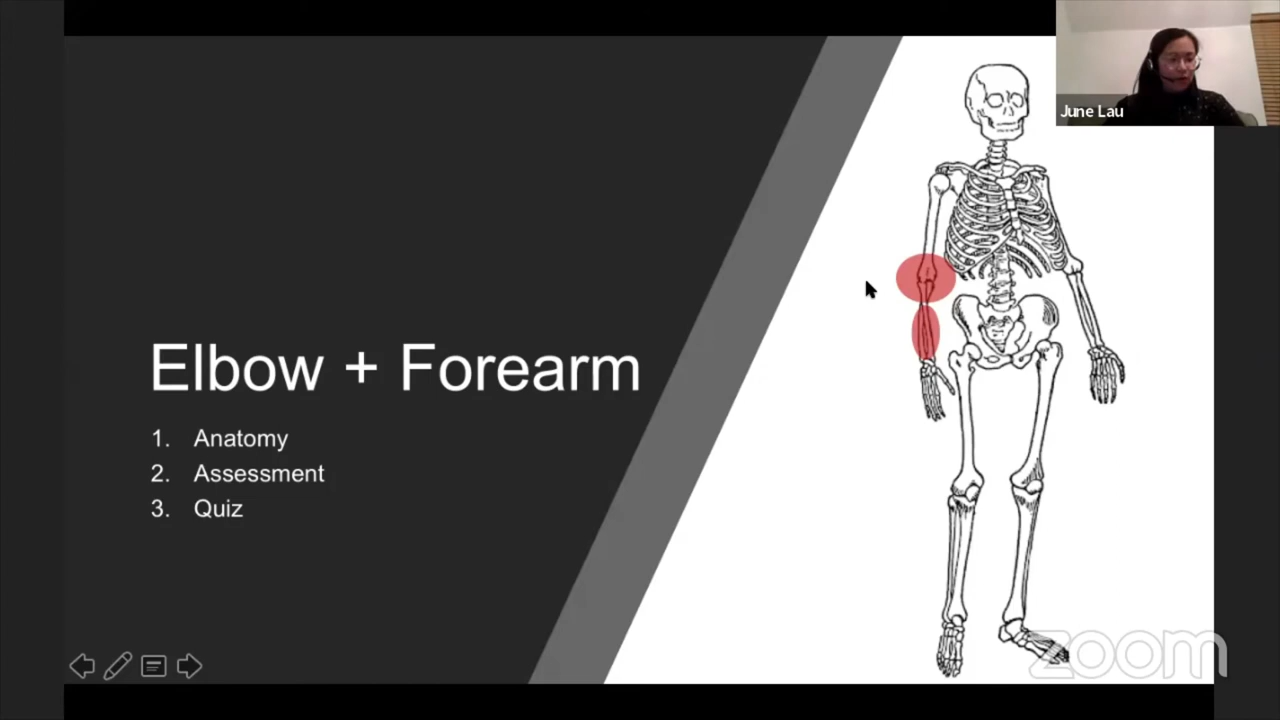 June Lau
Elbow + Forearm
1. Anatomy
2. Assessment
3. Quiz
zoom